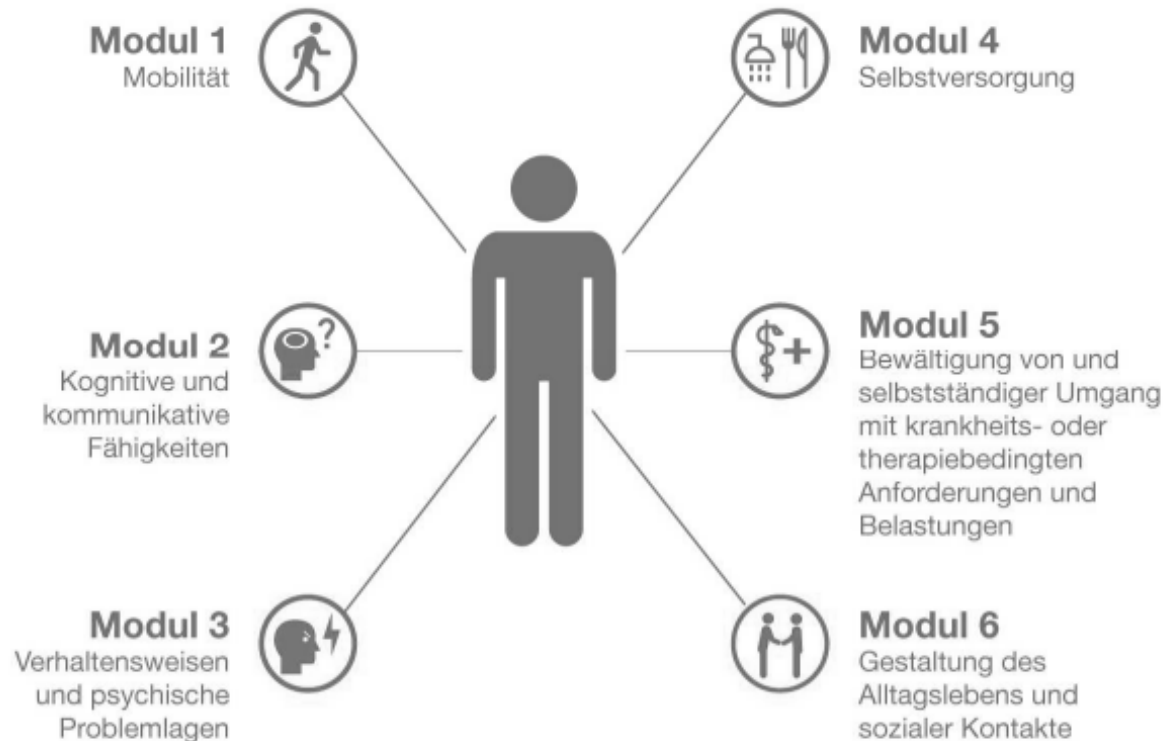 Modul 1
Mobilität
Modul 2
Kognitive und
kommunikative
Fähigkeiten
Modul 3
Verhaltensweisen
und psychische
Problemlagen
Modul 4
Selbstversorgung
Modul 5
Bewältigung von und
selbstständiger Umgang
mit krankheits- oder
therapiebedingten
Anforderungen und
Belastungen
Modul 6
Gestaltung des
Alltagslebens und
sozialer Kontakte